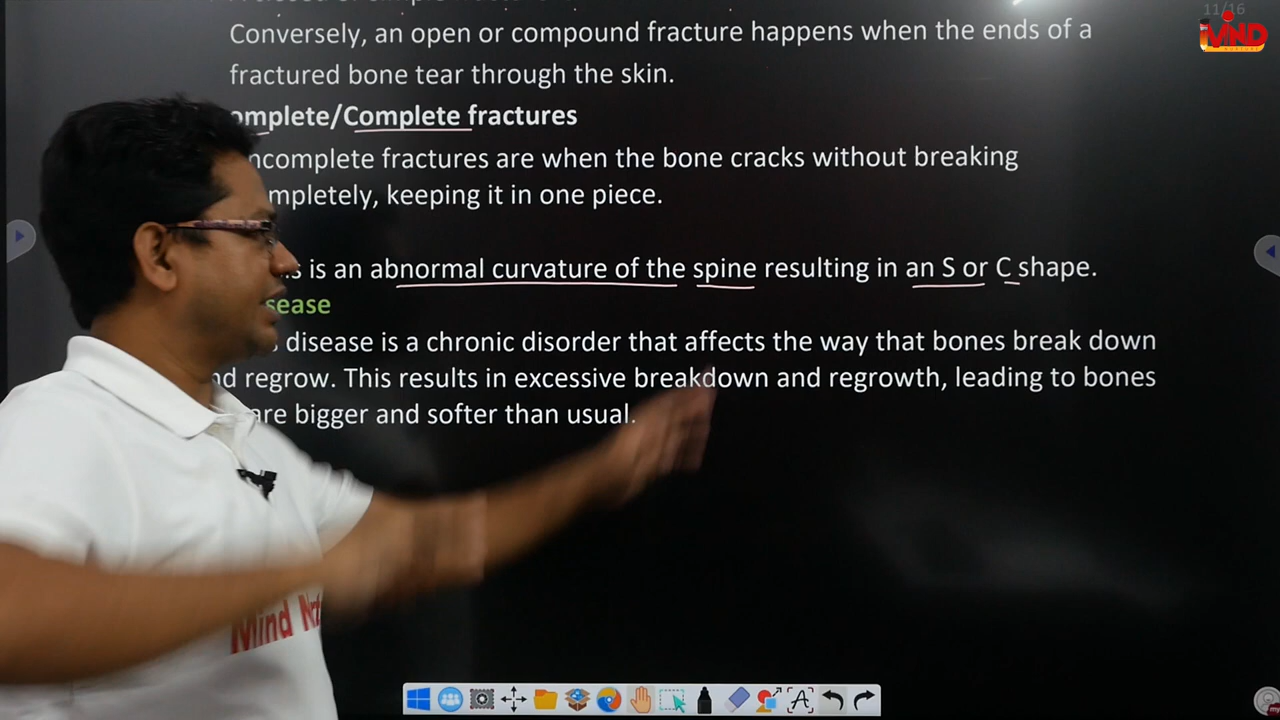 11/16
Conversely, an open or compound fracture happens when the ends of a
fractured bone tear through the skin.
omplete/Complete fractures
ncomplete fractures are when the bone cracks without breaking
mpletely, keeping it in one piece.
s is an abnormal curvature of the spine resulting in an S or C shape.
sease
disease is a chronic disorder that affects the way that bones break down
nd regrow. This results in excessive breakdown and regrowth, leading to bones
are bigger and softer than usual.
Mind
MIND
A